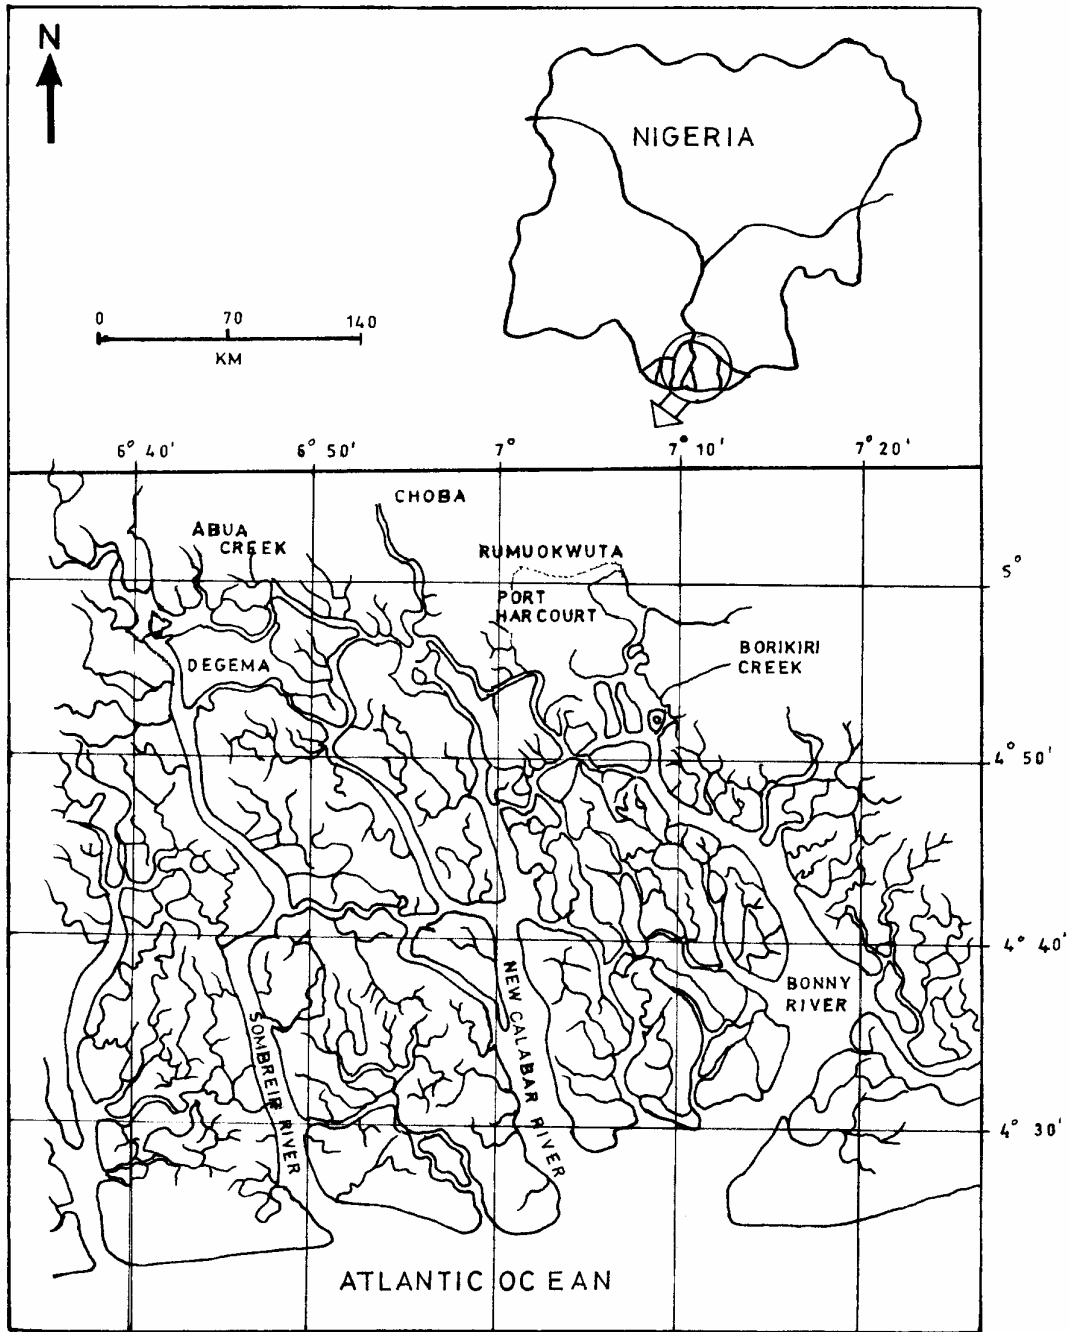 N
NIGERIA
0 70 140
KM
6° 40' 6° 50' 7° 7° 10' 7° 20'
CHOBA
ABUA
CREEK
RUMUOKWUTA
5°
PORT
HARCOURT
BORIKIRI
CREEK
DEGEMA
4° 50'
4° 40'
BONNY
RIVER
NEW CALABAR RIVER
SOMBREIR RIVER
4° 30'
ATLANTIC OCEAN